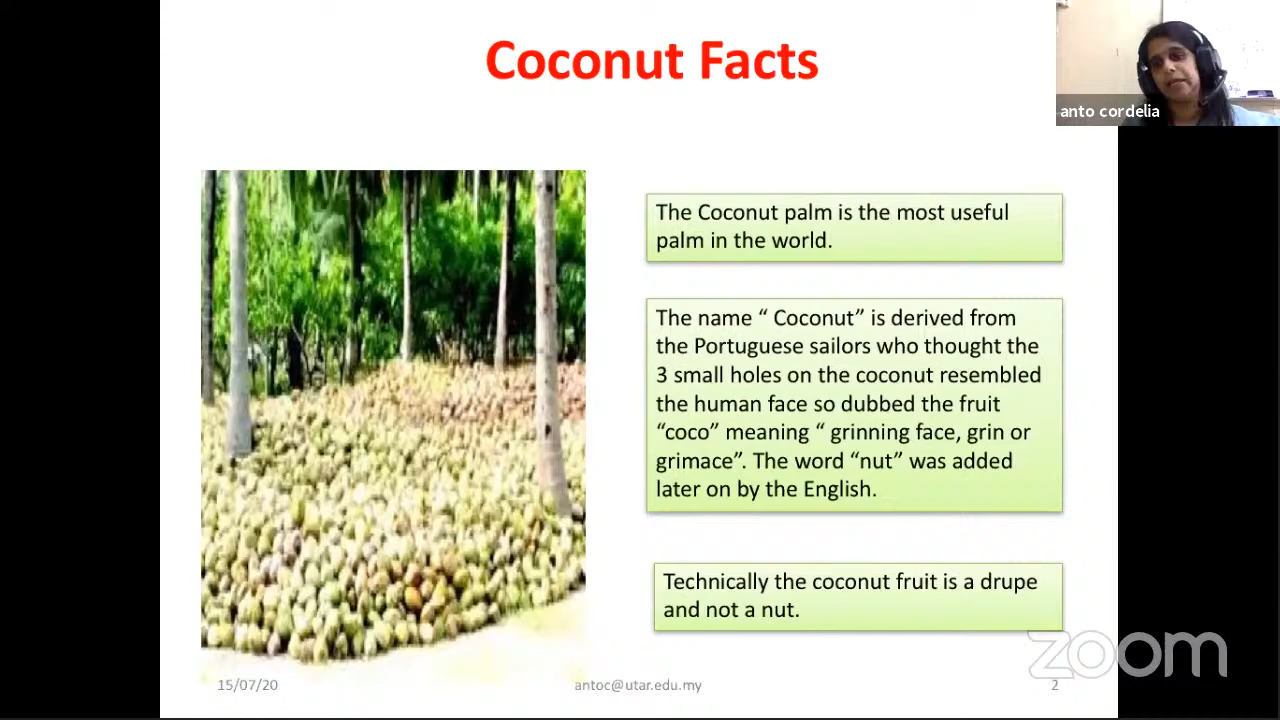 Coconut Facts
anto cordelia
The Coconut palm is the most useful
palm in the world.
The name “ Coconut” is derived from
the Portuguese sailors who thought the
3 small holes on the coconut resembled
the human face so dubbed the fruit
“coco” meaning “ grinning face, grin or
grimace”. The word “nut” was added
later on by the English.
Technically the coconut fruit is a drupe
and not a nut.
zoom
15/07/20
antoc@utar.edu.my
2